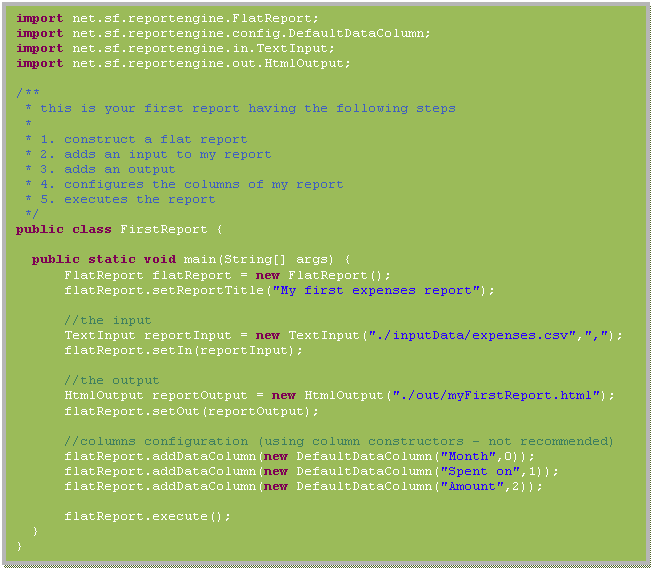 import net.sf.reportengine.FlatReport;
import net.sf.reportengine.config.DefaultDataColumn;
import net.sf.reportengine.in.TextInput;
import net.sf.reportengine.out.HtmlOutput;

/**
 * this is your first report having the following steps
 *
 * 1. construct a flat report
 * 2. adds an input to my report
 * 3. adds an output
 * 4. configures the columns of my report
 * 5. executes the report
 */
public class FirstReport {

  public static void main(String[] args) {
      FlatReport flatReport = new FlatReport();
      flatReport.setReportTitle("My first expenses report");

      //the input
      TextInput reportInput = new TextInput("./inputData/expenses.csv",",");
      flatReport.setIn(reportInput);

      //the output
      HtmlOutput reportOutput = new HtmlOutput("./out/myFirstReport.html");
      flatReport.setOut(reportOutput);

      //columns configuration (using column constructors - not recommended)
      flatReport.addDataColumn(new DefaultDataColumn("Month",0));
      flatReport.addDataColumn(new DefaultDataColumn("Spent on",1));
      flatReport.addDataColumn(new DefaultDataColumn("Amount",2));

      flatReport.execute();
  }
}